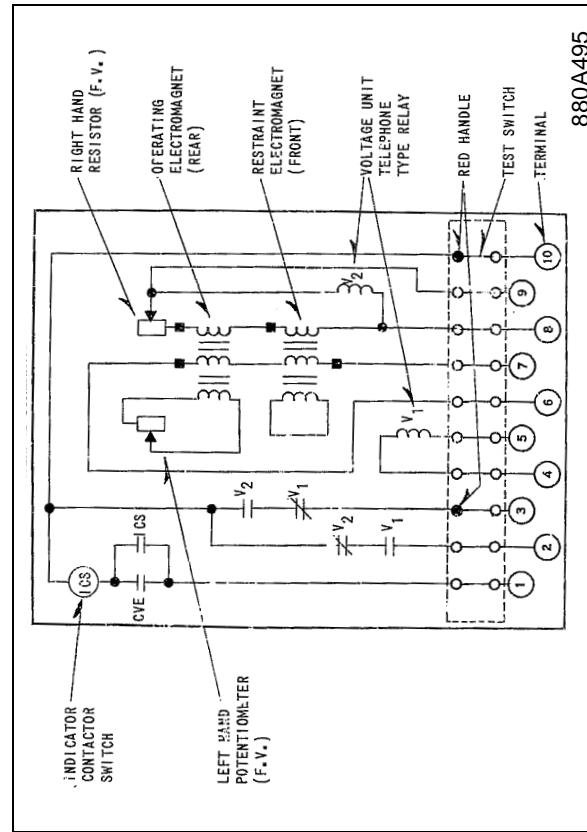 RIGHT HAND
RESISTOR (F.V.)
OPERATING
ELECTROMAGNET
(REAR)
RESTRAINT
ELECTROMAGNET
(FRONT)
VOLTAGE UNIT
TELEPHONE
TYPE RELAY
RED HANDLE
TEST SWITCH
TERMINAL
INDICATOR
CONTACTOR
SWITCH
LEFT HAND
POTENTIOMETER
(F.V.)
ICS
ICS
CVE
V2
V1
V2
V1
V1
V2
1
2
3
4
5
6
7
8
9
10
880A495